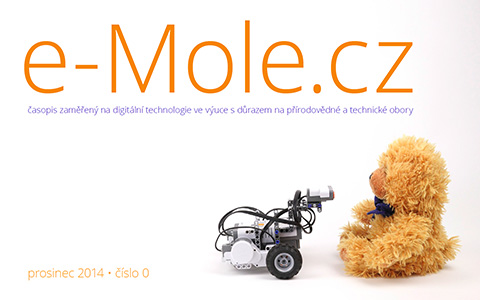 e-Mole.cz
časopis zaměřený na digitální technologie ve výuce s důrazem na přírodovědné a technické obory
prosinec 2014 • číslo 0